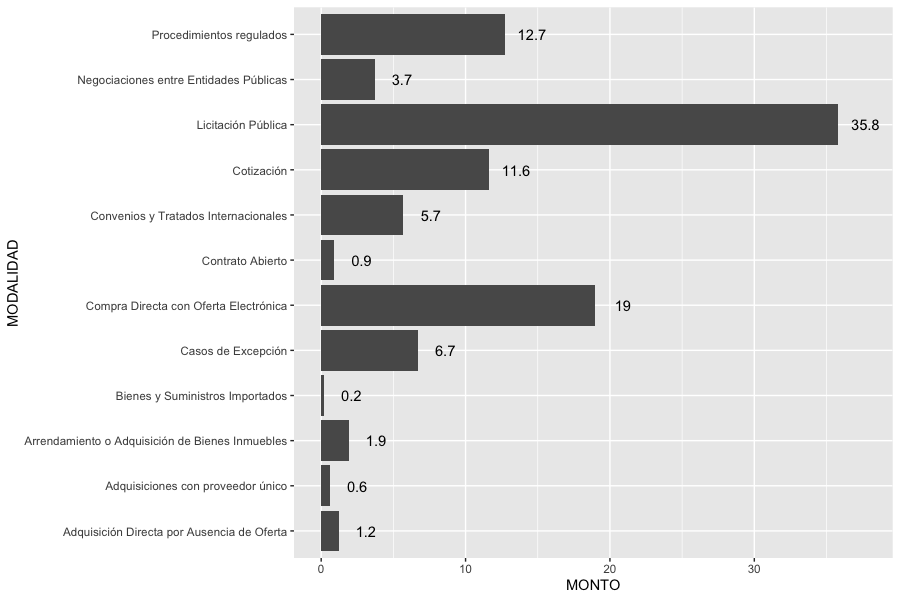 MODALIDAD
Procedimientos regulados 12.7
Negociaciones entre Entidades Públicas 3.7
Licitación Pública 35.8
Cotización 11.6
Convenios y Tratados Internacionales 5.7
Contrato Abierto 0.9
Compra Directa con Oferta Electrónica 19
Casos de Excepción 6.7
Bienes y Suministros Importados 0.2
Arrendamiento o Adquisición de Bienes Inmuebles 1.9
Adquisiciones con proveedor único 0.6
Adquisición Directa por Ausencia de Oferta 1.2
0 10 20 30
MONTO